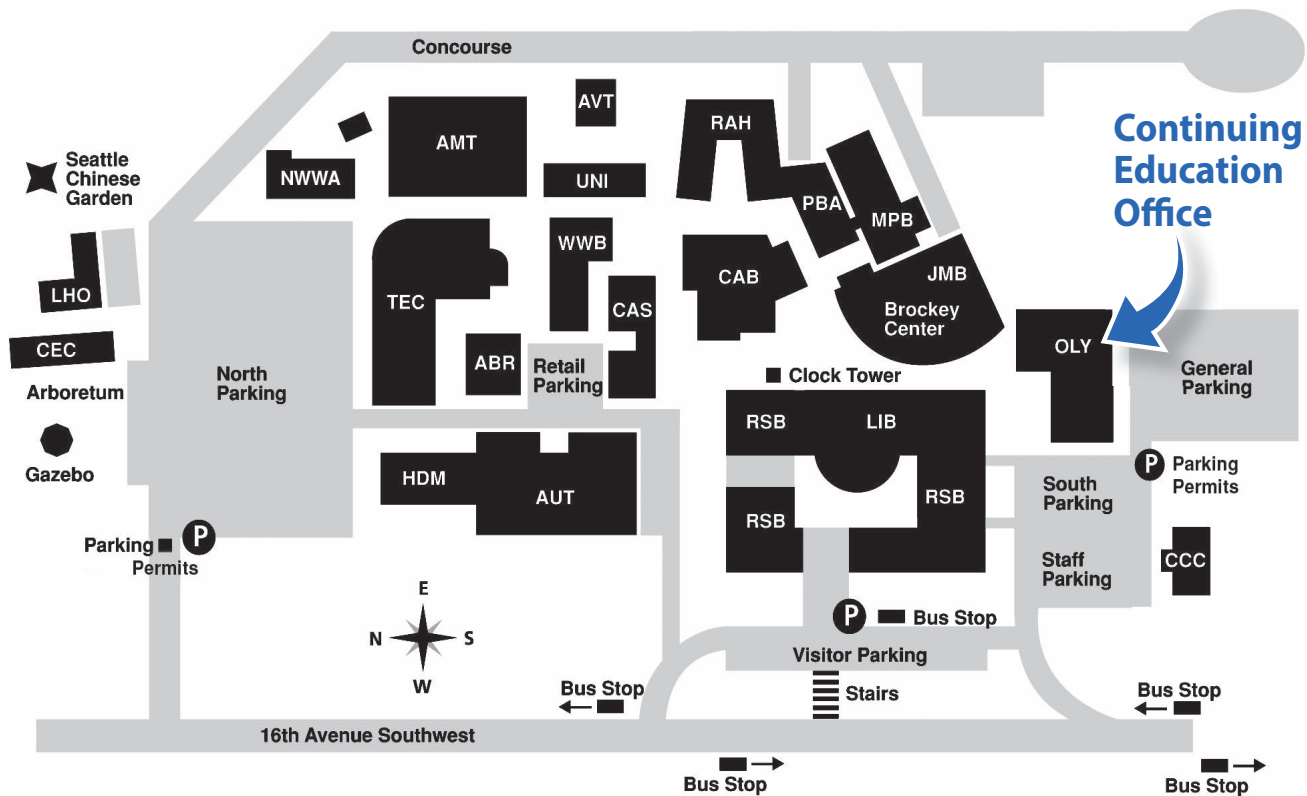 Concourse
AVT
RAH
AMT
Continuing
Education
Office
Seattle
Chinese
Garden
NWWA
UNI
PBA
MPB
WWB
JMB
CAB
LHO
TEC
CAS
Brockey
Center
OLY
CEC
ABR
Retail
Parking
North
Parking
Clock Tower
General
Parking
Arboretum
RSB
LIB
Gazebo
HDM
AUT
P
Parking
Permits
South
Parking
RSB
RSB
Parking
Permits
P
Staff
Parking
CCC
E
N
S
W
P
Bus Stop
Visitor Parking
Bus Stop
Stairs
Bus Stop
16th Avenue Southwest
Bus Stop
Bus Stop